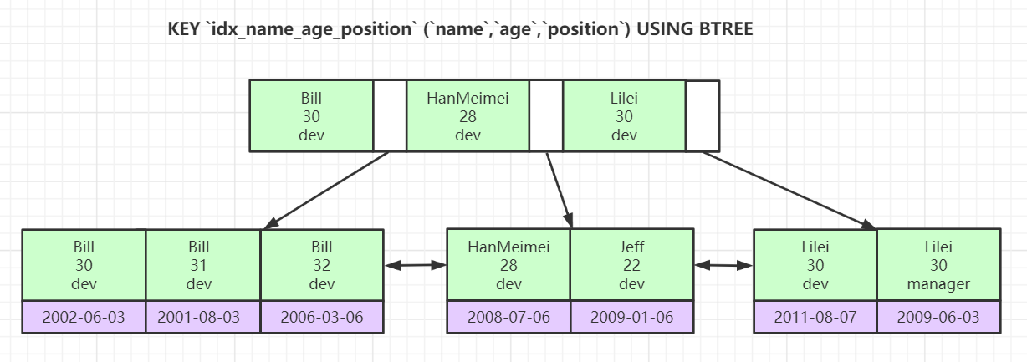 KEY `idx_name_age_position` (`name`,`age`,`position`) USING BTREE
Bill
30
dev
HanMeimei
28
dev
Lilei
30
dev
Bill
30
dev
2002-06-03
Bill
31
dev
2001-08-03
Bill
32
dev
2006-03-06
HanMeimei
28
dev
2008-07-06
Jeff
22
dev
2009-01-06
Lilei
30
dev
2011-08-07
Lilei
30
manager
2009-06-03